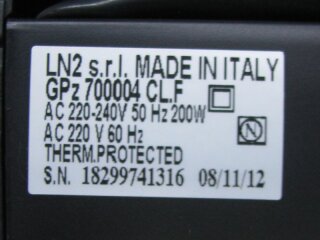 LN2 s.r.l. MADE IN ITALY
GPz 700004 CL.F
AC 220-240V 50 Hz 200W
AC 220 V 60 Hz
N
THERM.PROTECTED
S.N. 18299741316 08/11/12